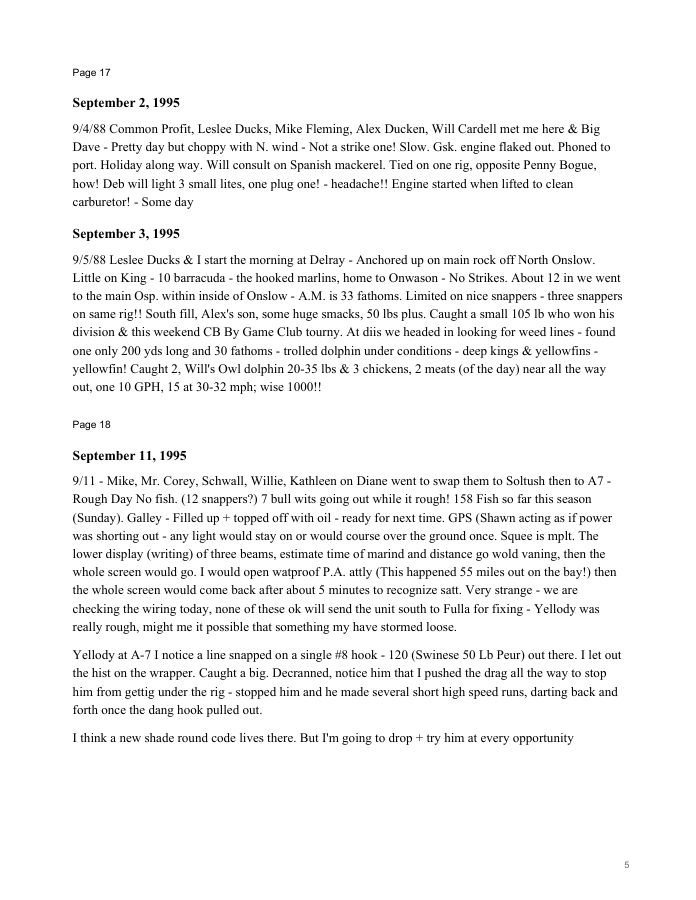 Page 17
September 2, 1995
9/4/88 Common Profit, Leslee Ducks, Mike Fleming, Alex Ducken, Will Cardell met me here & Big
Dave - Pretty day but choppy with N. wind - Not a strike one! Slow. Gsk. engine flaked out. Phoned to
port. Holiday along way. Will consult on Spanish mackerel. Tied on one rig, opposite Penny Bogue,
how! Deb will light 3 small lites, one plug one! - headache!! Engine started when lifted to clean
carburetor! - Some day
September 3, 1995
9/5/88 Leslee Ducks & I start the morning at Delray - Anchored up on main rock off North Onslow.
Little on King - 10 barracuda - the hooked marlins, home to Onwason - No Strikes. About 12 in we went
to the main Osp. within inside of Onslow - A.M. is 33 fathoms. Limited on nice snappers - three snappers
on same rig!! South fill, Alex's son, some huge smacks, 50 lbs plus. Caught a small 105 lb who won his
division & this weekend CB By Game Club tourny. At diis we headed in looking for weed lines - found
one only 200 yds long and 30 fathoms - trolled dolphin under conditions - deep kings & yellowfins -
yellowfin! Caught 2, Will's Owl dolphin 20-35 lbs & 3 chickens, 2 meats (of the day) near all the way
out, one 10 GPH, 15 at 30-32 mph; wise 1000!!
Page 18
September 11, 1995
9/11 - Mike, Mr. Corey, Schwall, Willie, Kathleen on Diane went to swap them to Soltush then to A7 -
Rough Day No fish. (12 snappers?) 7 bull wits going out while it rough! 158 Fish so far this season
(Sunday). Galley - Filled up + topped off with oil - ready for next time. GPS (Shawn acting as if power
was shorting out - any light would stay on or would course over the ground once. Squee is mplt. The
lower display (writing) of three beams, estimate time of marind and distance go wold vaning, then the
whole screen would go. I would open watproof P.A. attly (This happened 55 miles out on the bay!) then
the whole screen would come back after about 5 minutes to recognize satt. Very strange - we are
checking the wiring today, none of these ok will send the unit south to Fulla for fixing - Yellody was
really rough, might me it possible that something my have stormed loose.
Yellody at A-7 I notice a line snapped on a single #8 hook - 120 (Swinese 50 Lb Peur) out there. I let out
the hist on the wrapper. Caught a big. Decranned, notice him that I pushed the drag all the way to stop
him from gettig under the rig - stopped him and he made several short high speed runs, darting back and
forth once the dang hook pulled out.
I think a new shade round code lives there. But I'm going to drop + try him at every opportunity
5